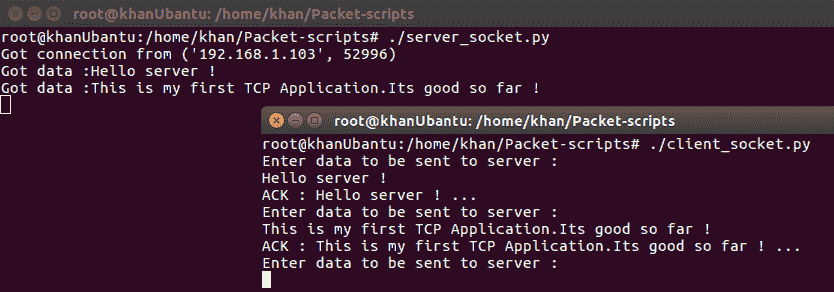 root@khanUbantu: /home/khan/Packet-scripts
root@khanUbantu:/home/khan/Packet-scripts# ./server_socket.py
Got connection from ('192.168.1.103', 52996)
Got data :Hello server !
Got data :This is my first TCP Application.Its good so far !
root@khanUbantu: /home/khan/Packet-scripts
root@khanUbantu:/home/khan/Packet-scripts# ./client_socket.py
Enter data to be sent to server :
Hello server !
ACK : Hello server ! ...
Enter data to be sent to server :
This is my first TCP Application.Its good so far !
ACK : This is my first TCP Application.Its good so far ! ...
Enter data to be sent to server :